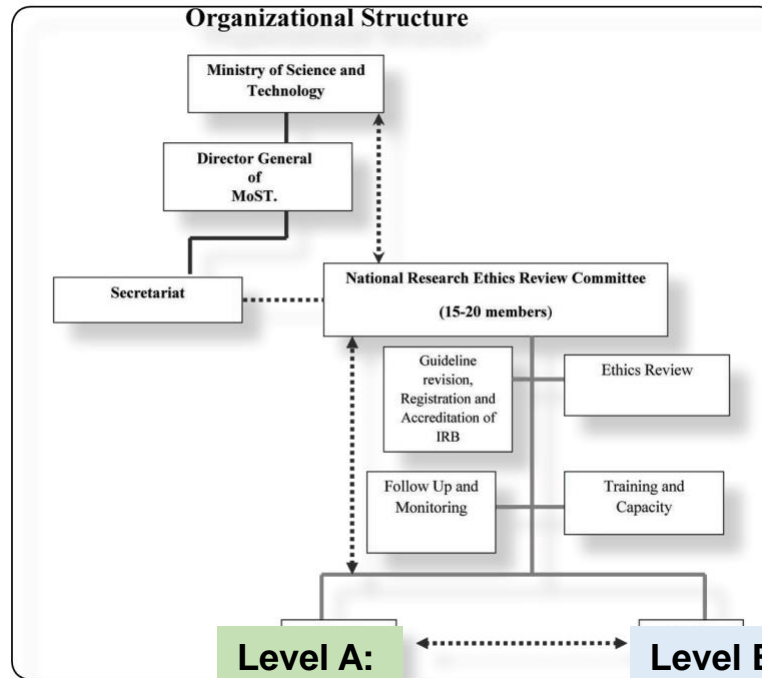 Organizational Structure
Ministry of Science and
Technology
Director General
of
MoST.
Secretariat
National Research Ethics Review Committee
(15-20 members)
Guideline
revision,
Registration and
Accreditation of
IRB
Ethics Review
Follow Up and
Monitoring
Training and
Capacity
Level A:
Level